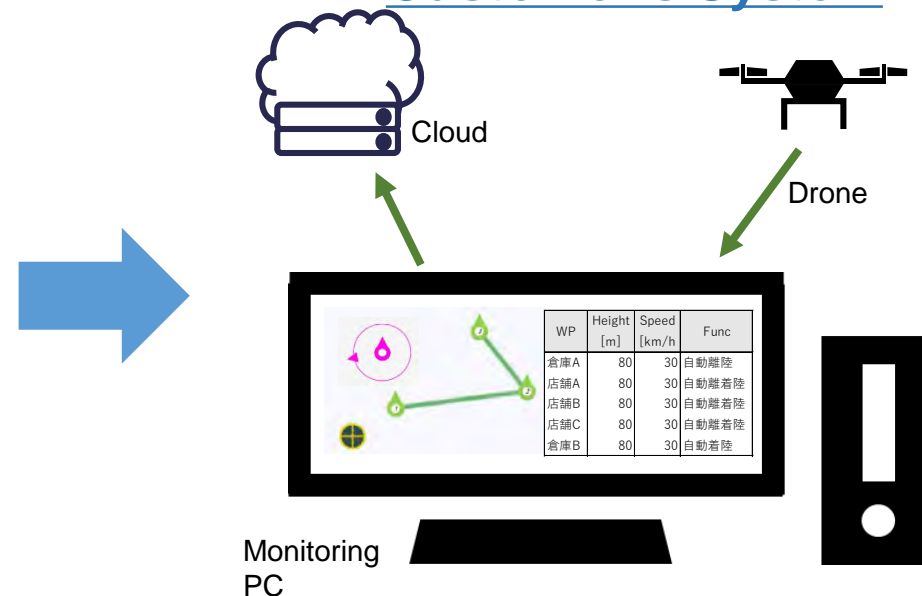 Cloud
Drone
WP Height [m] Speed [km/h Func
倉庫A 80 30 自動離陸
店舗A 80 30 自動離着陸
店舗B 80 30 自動離着陸
店舗C 80 30 自動離着陸
倉庫B 80 30 自動着陸
Monitoring
PC